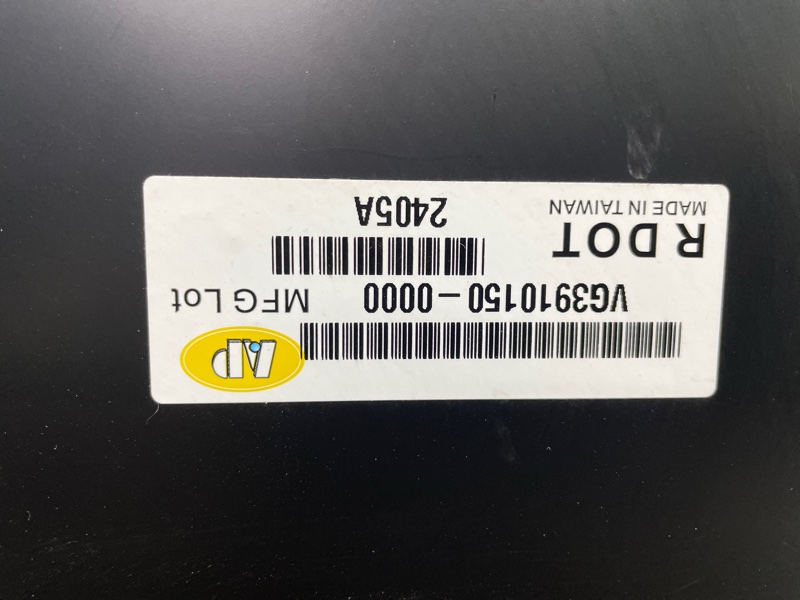 AP
VG3910150-0000
MFG Lot
2405A
R DOT
MADE IN TAIWAN